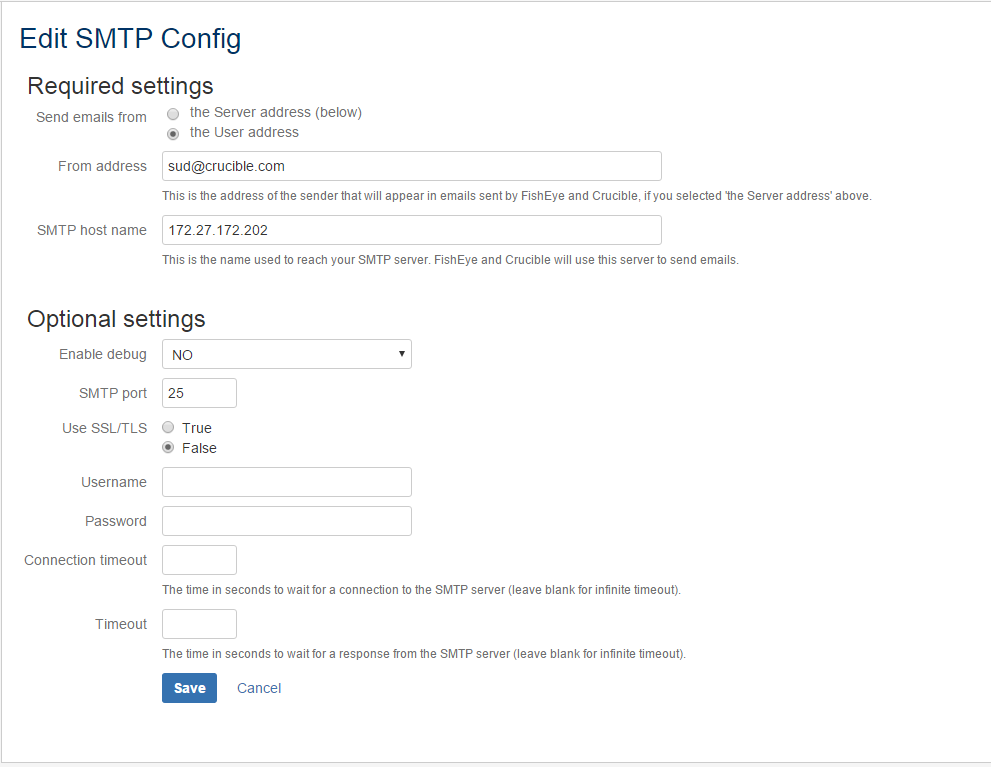 Edit SMTP Config
Required settings
Send emails from
the Server address (below)
the User address
From address sud@crucible.com
This is the address of the sender that will appear in emails sent by FishEye and Crucible, if you selected 'the Server address' above.
SMTP host name 172.27.172.202
This is the name used to reach your SMTP server. FishEye and Crucible will use this server to send emails.
Optional settings
Enable debug NO
SMTP port 25
Use SSL/TLS True
False
Username
Password
Connection timeout
The time in seconds to wait for a connection to the SMTP server (leave blank for infinite timeout).
Timeout
The time in seconds to wait for a response from the SMTP server (leave blank for infinite timeout).
Save Cancel